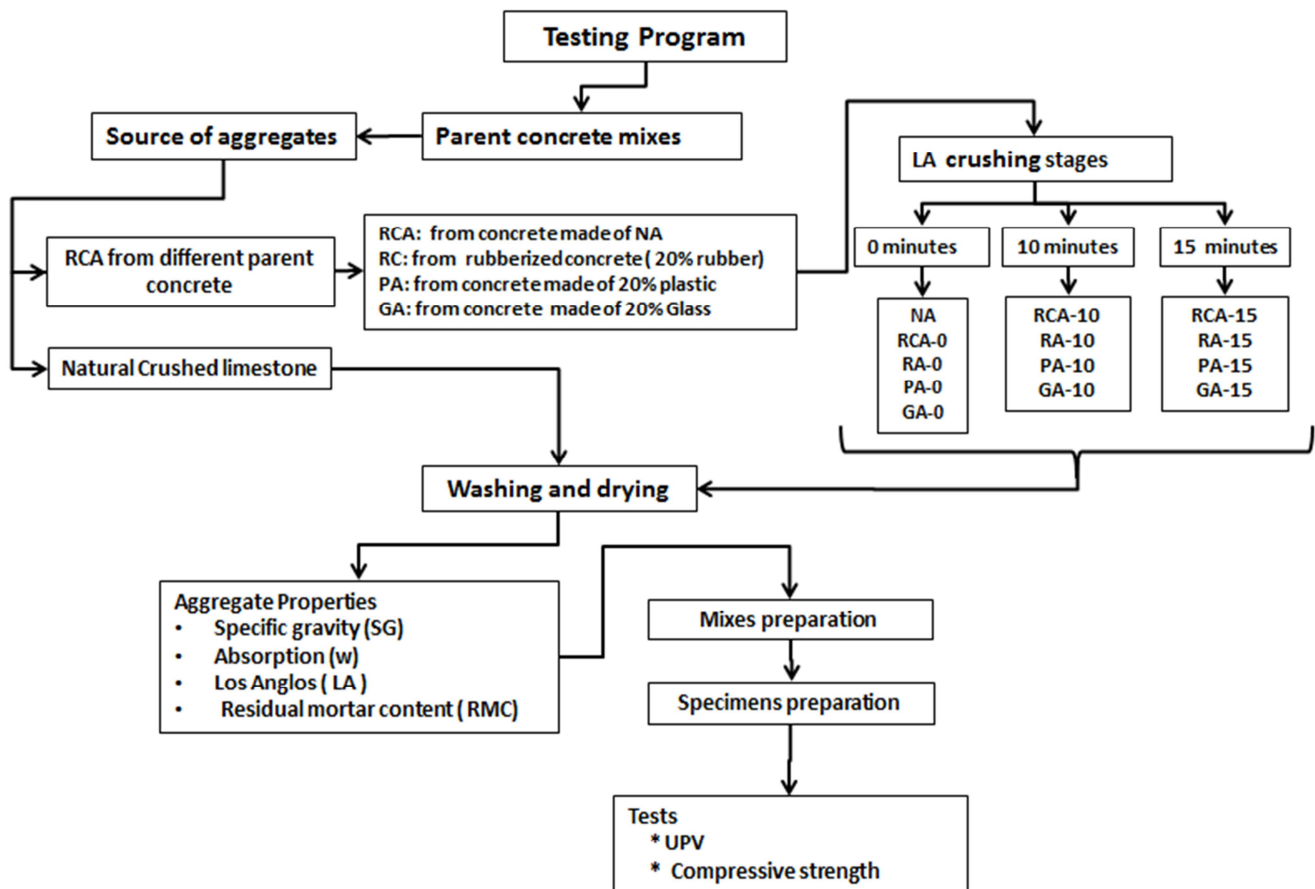 Testing Program
Parent concrete mixes
Source of aggregates
RCA from different parent
concrete
RCA: from concrete made of NA
RC: from rubberized concrete ( 20% rubber)
PA: from concrete made of 20% plastic
GA: from concrete made of 20% Glass
Natural Crushed limestone
LA crushing stages
0 minutes
10 minutes
15 minutes
NA
RCA-0
RA-0
PA-0
GA-0
RCA-10
RA-10
PA-10
GA-10
RCA-15
RA-15
PA-15
GA-15
Washing and drying
Aggregate Properties
• Specific gravity (SG)
• Absorption (w)
• Los Anglos ( LA )
• Residual mortar content ( RMC)
Mixes preparation
Specimens preparation
Tests
* UPV
* Compressive strength